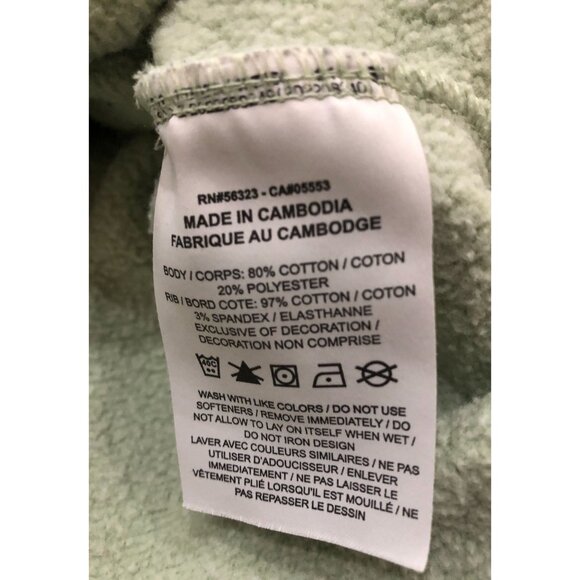 RN#56323 - CA#05553
MADE IN CAMBODIA
FABRIQUE AU CAMBODGE
BODY / CORPS: 80% COTTON / COTON
20% POLYESTER
RIB / BORD COTE: 97% COTTON / COTON
3% SPANDEX / ELASTHANNE
EXCLUSIVE OF DECORATION /
DECORATION NON COMPRISE
40C
WASH WITH LIKE COLORS / DO NOT USE
SOFTENERS / REMOVE IMMEDIATELY / DO
NOT ALLOW TO LAY ON ITSELF WHEN WET /
DO NOT IRON DESIGN
LAVER AVEC COULEURS SIMILAIRES / NE PAS
UTILISER D'ADOUCISSEUR / ENLEVER
IMMEDIATEMENT / NE PAS LAISSER LE
VÊTEMENT PLIÉ LORSQU'IL EST MOUILLÉ / NE
PAS REPASSER LE DESSIN